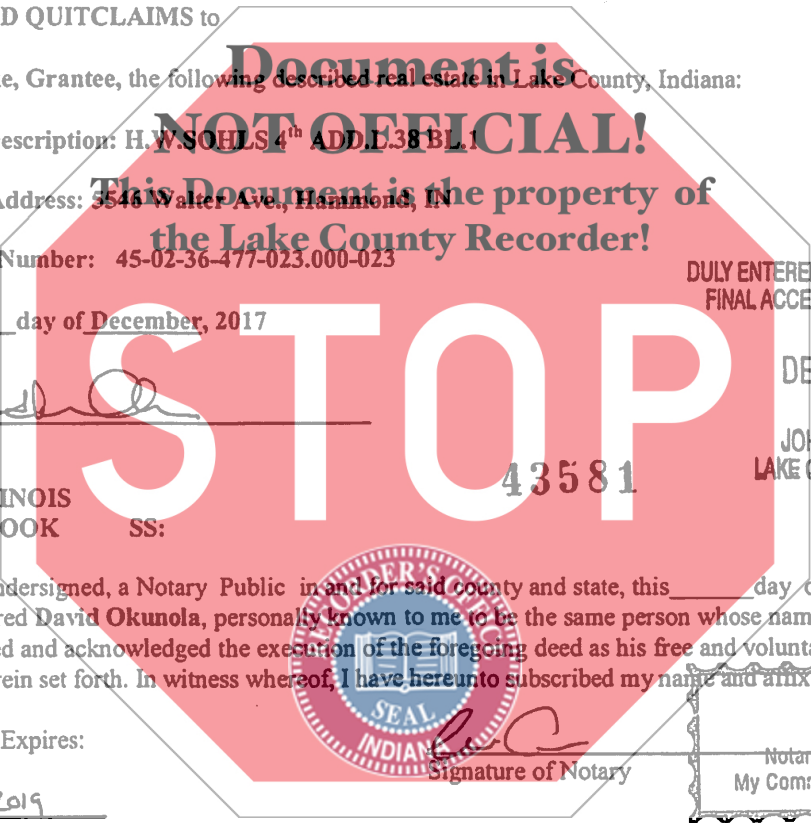 D QUITCLAIMS to
Document is
e, Grantee, the following described real estate in Lake County, Indiana:
NOT OFFICIAL!
escription: H.W.SOHLS 4th ADD.L.38 BL.1
This Document is the property of
Address: 5546 Walter Ave., Hammond, IN
the Lake County Recorder!
Number: 45-02-36-477-023.000-023
DULY ENTERE
FINAL ACCE
day of December, 2017
DE
STOP
JOH
LAKE C
43581
INOIS
OOK SS:
ndersigned, a Notary Public in and for said county and state, this day o
red David Okunola, personally known to me to be the same person whose nam
ed and acknowledged the execution of the foregoing deed as his free and volunta
ein set forth. In witness whereof, I have hereunto subscribed my name and affix
RECORDER'S OFFICE
SEAL
INDIANA
Expires:
Signature of Notary
Notar
My Comm
2019